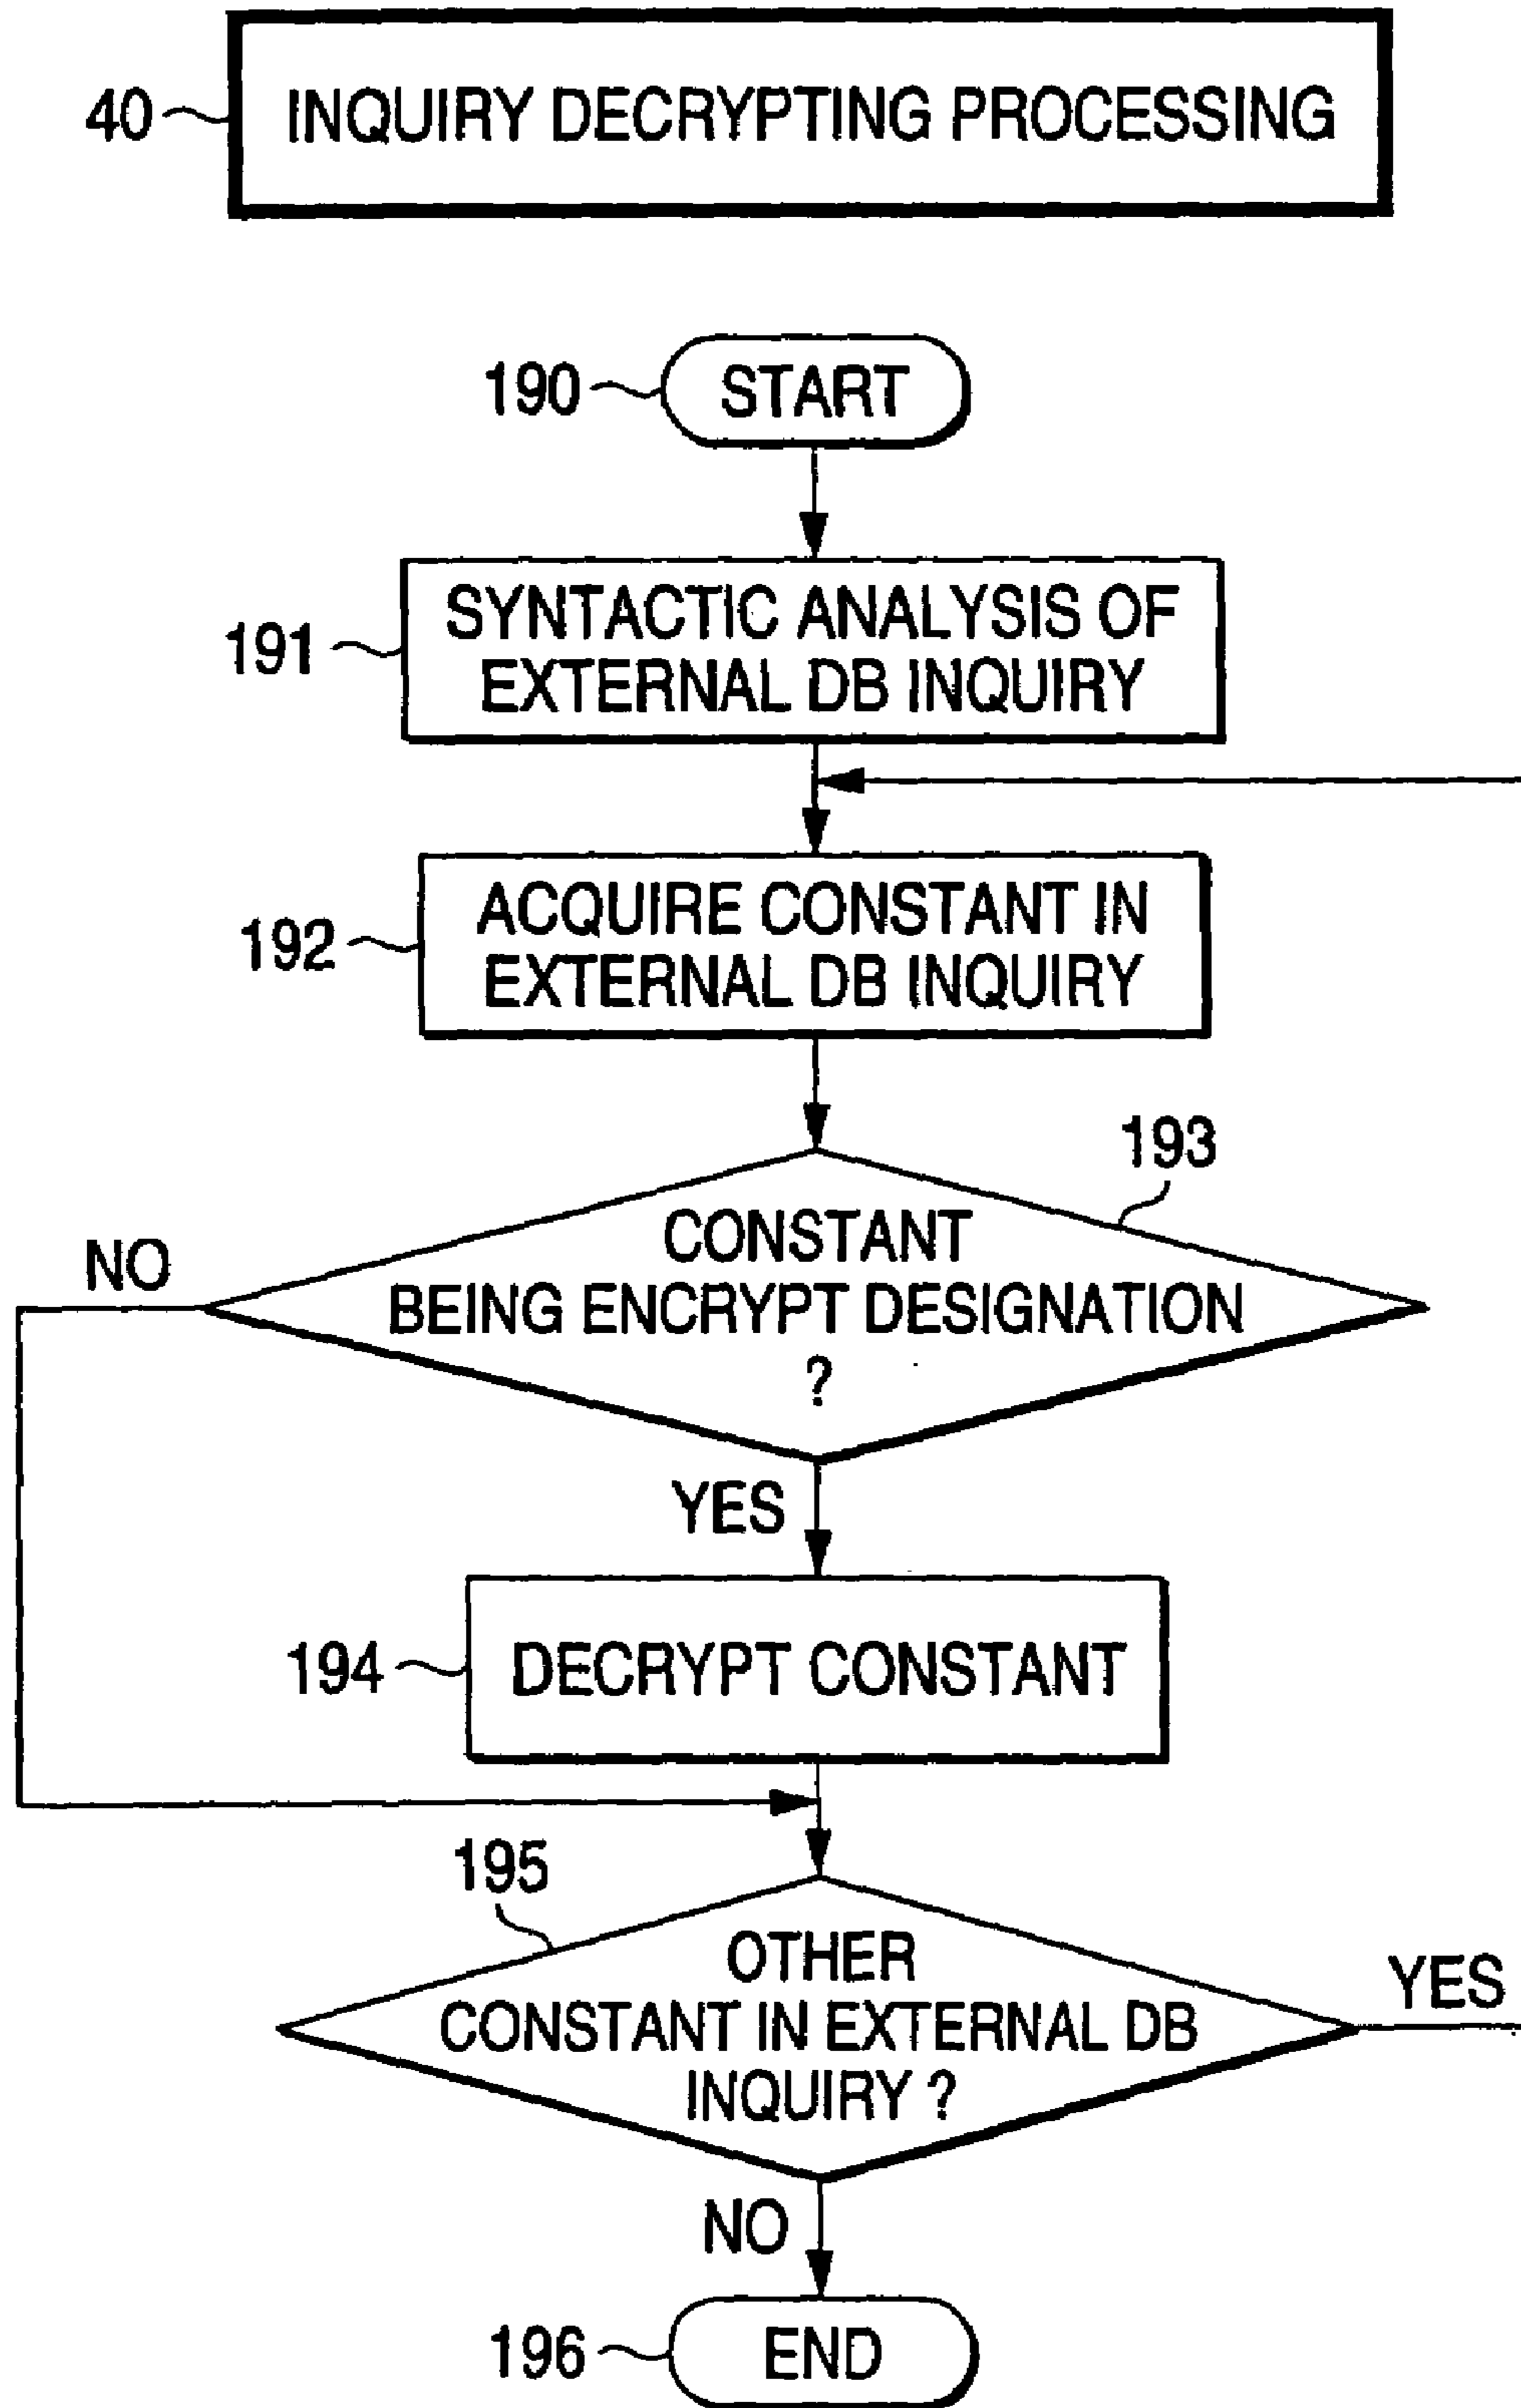 40
INQUIRY DECRYPTING PROCESSING
190
START
191
SYNTACTIC ANALYSIS OF
EXTERNAL DB INQUIRY
192
ACQUIRE CONSTANT IN
EXTERNAL DB INQUIRY
193
CONSTANT
BEING ENCRYPT DESIGNATION
?
NO
YES
194
DECRYPT CONSTANT
195
OTHER
CONSTANT IN EXTERNAL DB
INQUIRY ?
YES
NO
196
END